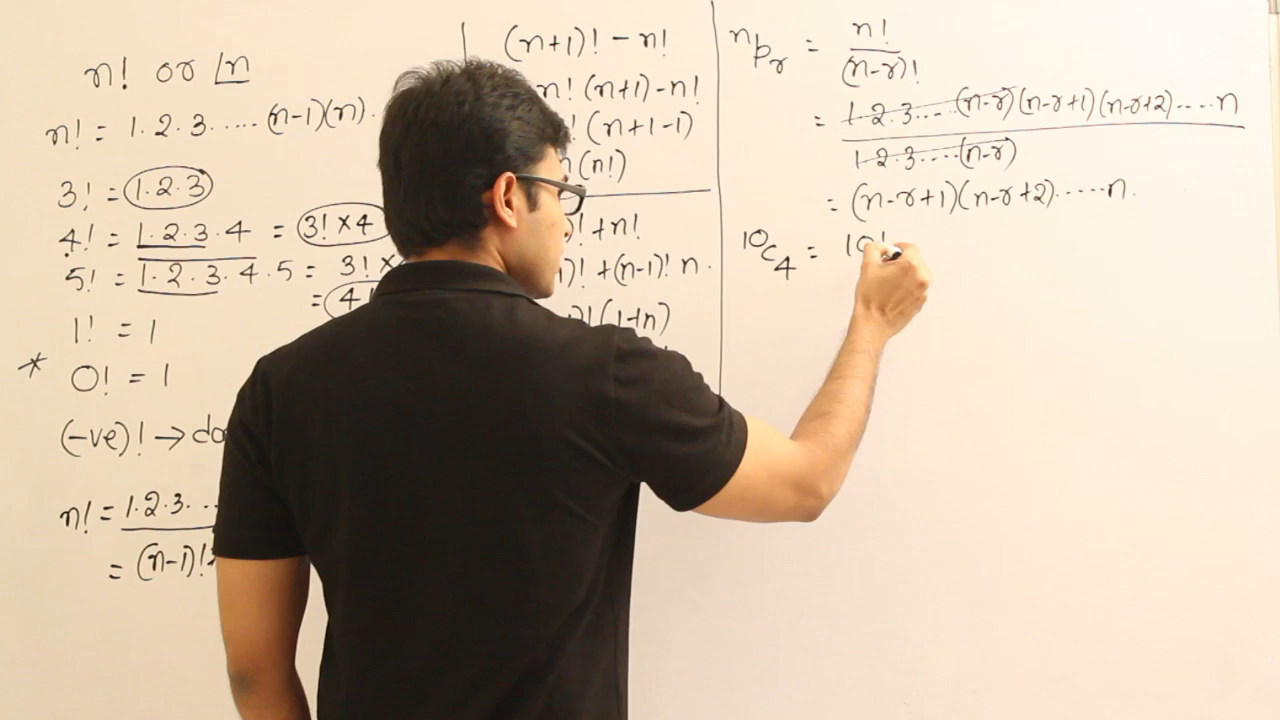 n! or |n
n! = 1.2.3.....(n-1)(n).
3! = 1.2.3
4! = 1.2.3.4 = 3!×4
5! = 1.2.3.4.5 = 3!×
= 4!
1! = 1
* 0! = 1
(-ve)! →
n! = 1.2.3...
= (n-1)!
(n+1)! - n!
n!(n+1)-n!
!(n+1-1)
(n!)
! + n!
)! + (n-1)! n.
)!(1+n)
ⁿPᵣ = n!/(n-r)!
= 1.2.3....(n-r)(n-r+1)(n-r+2).....n
1.2.3....(n-r)
= (n-r+1)(n-r+2).....n.
¹⁰C₄ = 10!